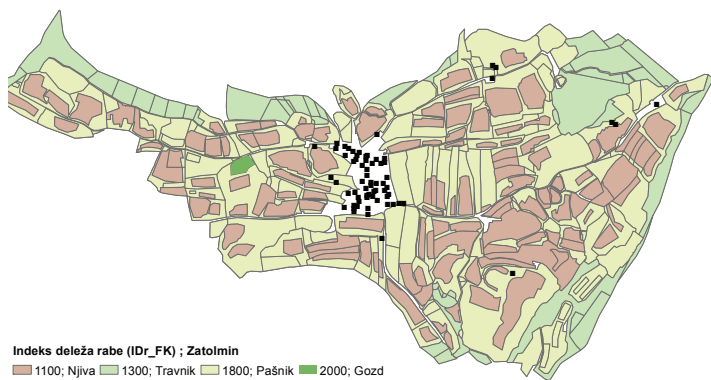 Indeks deleža rabe (IDr_FK) ; Zatolmin
1100; Njiva 1300; Travnik 1800; Pašnik 2000; Gozd